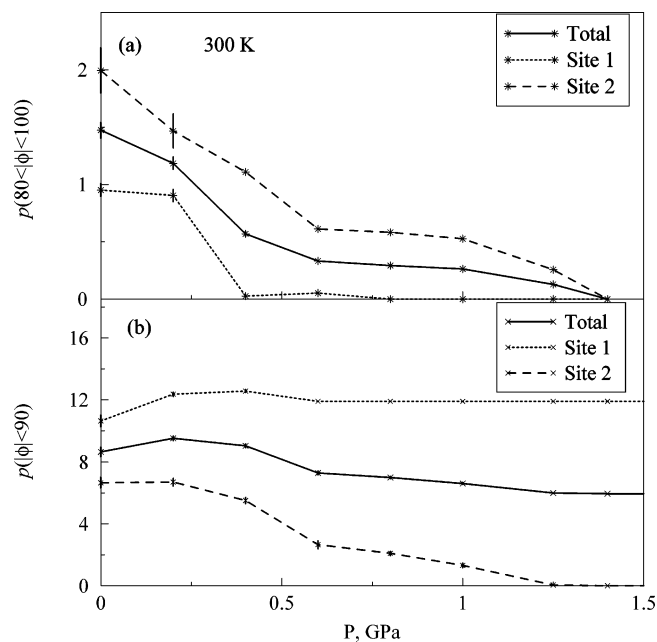 (a) 300 K
Total
Site 1
Site 2
2
1
0
p(80<|ϕ|<100)
(b)
Total
Site 1
Site 2
16
12
8
4
0
p(|ϕ|<90)
0 0.5 1 1.5
P, GPa